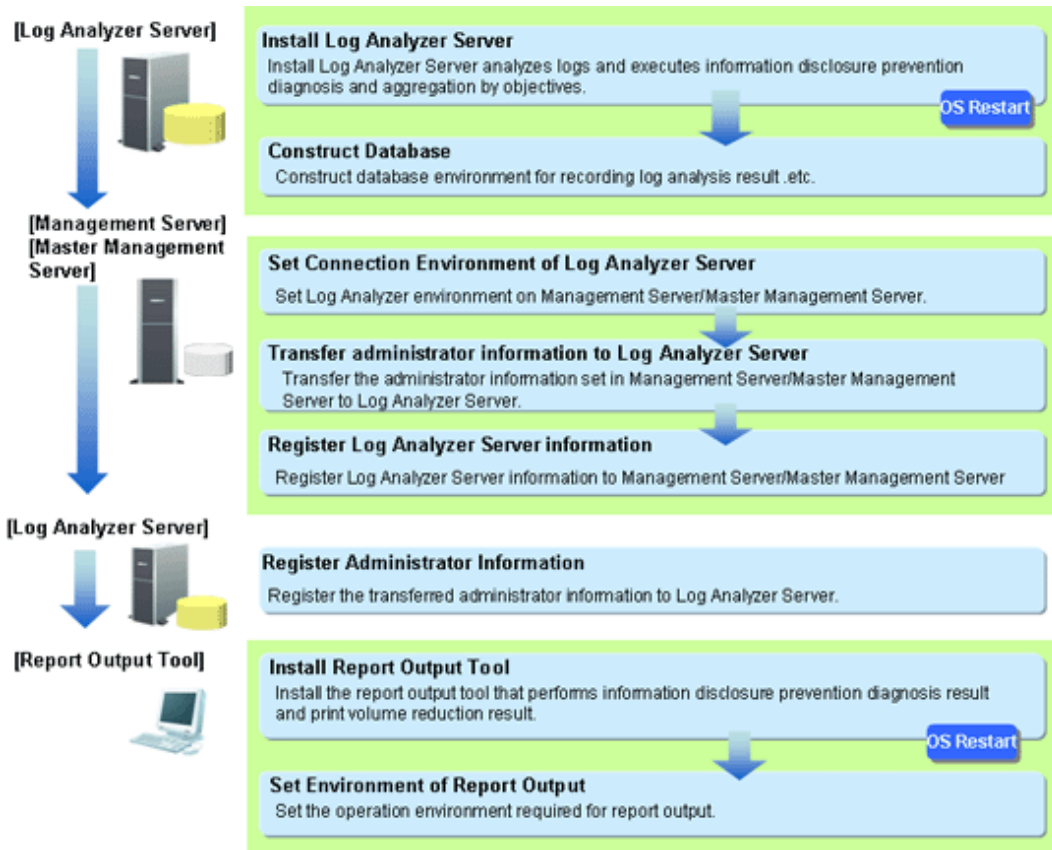 [Log Analyzer Server]
Install Log Analyzer Server
Install Log Analyzer Server analyzes logs and executes information disclosure prevention
diagnosis and aggregation by objectives.
OS Restart
Construct Database
Construct database environment for recording log analysis result .etc.
[Management Server]
[Master Management
Server]
Set Connection Environment of Log Analyzer Server
Set Log Analyzer environment on Management Server/Master Management Server.
Transfer administrator information to Log Analyzer Server
Transfer the administrator information set in Management Server/Master Management
Server to Log Analyzer Server.
Register Log Analyzer Server information
Register Log Analyzer Server information to Management Server/Master Management Server
[Log Analyzer Server]
Register Administrator Information
Register the transferred administrator information to Log Analyzer Server.
[Report Output Tool]
Install Report Output Tool
Install the report output tool that performs information disclosure prevention diagnosis result
and print volume reduction result.
OS Restart
Set Environment of Report Output
Set the operation environment required for report output.